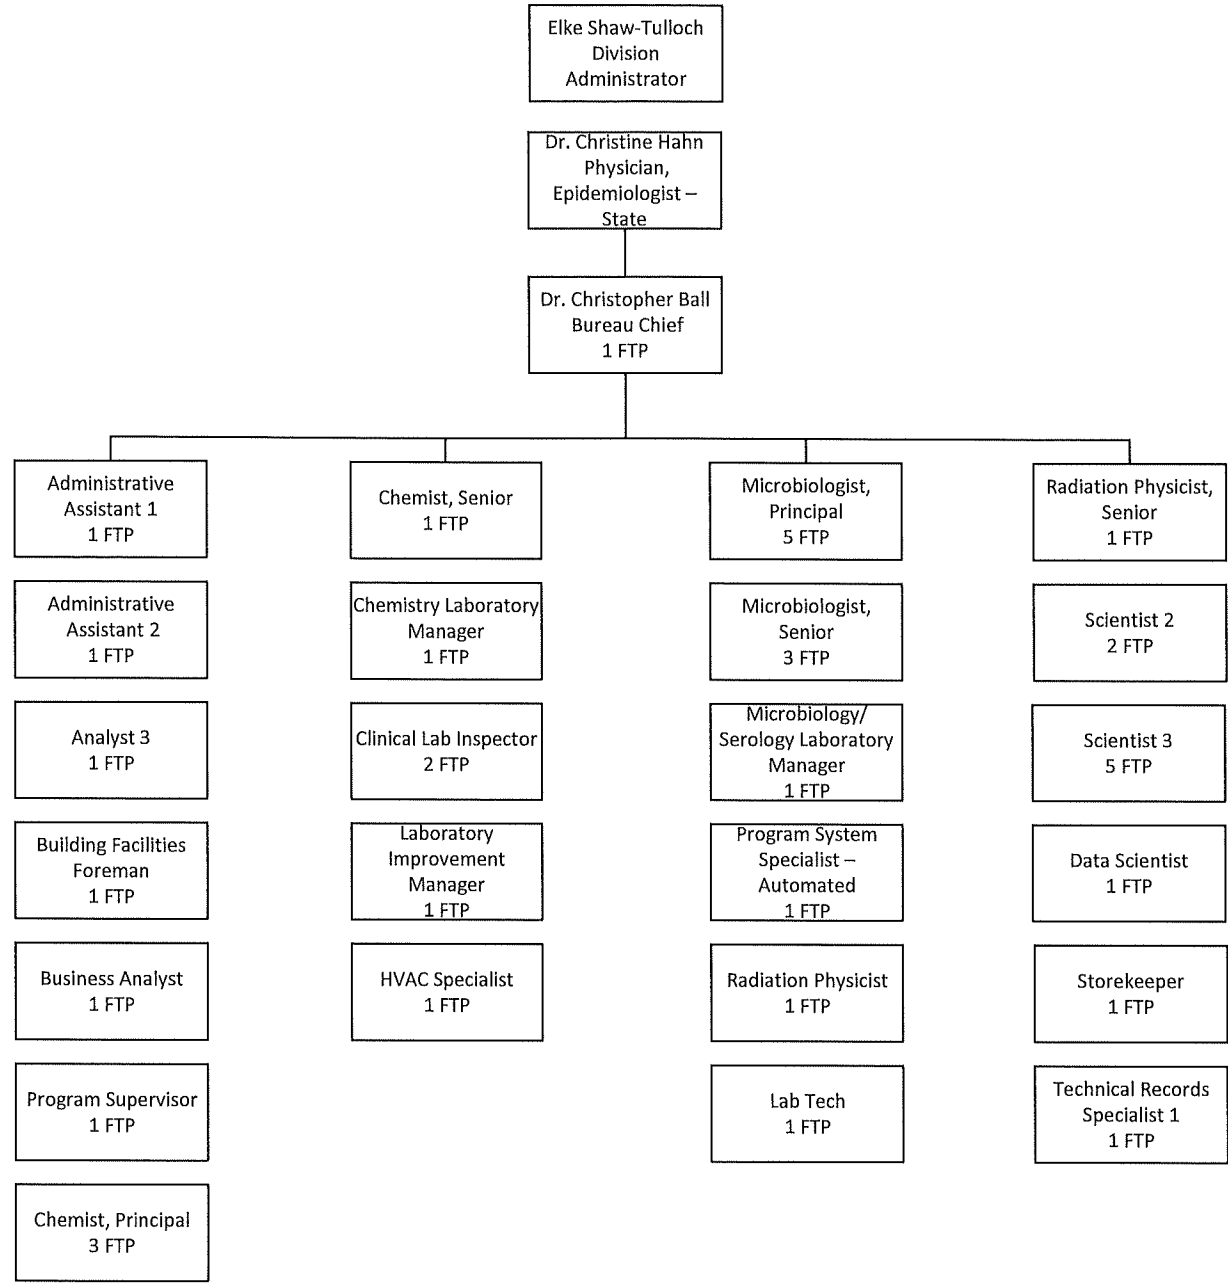 Elke Shaw-Tulloch
Division
Administrator
Dr. Christine Hahn
Physician,
Epidemiologist –
State
Dr. Christopher Ball
Bureau Chief
1 FTP
Administrative
Assistant 1
1 FTP
Administrative
Assistant 2
1 FTP
Analyst 3
1 FTP
Building Facilities
Foreman
1 FTP
Business Analyst
1 FTP
Program Supervisor
1 FTP
Chemist, Principal
3 FTP
Chemist, Senior
1 FTP
Chemistry Laboratory
Manager
1 FTP
Clinical Lab Inspector
2 FTP
Laboratory
Improvement
Manager
1 FTP
HVAC Specialist
1 FTP
Microbiologist,
Principal
5 FTP
Microbiologist,
Senior
3 FTP
Microbiology/
Serology Laboratory
Manager
1 FTP
Program System
Specialist –
Automated
1 FTP
Radiation Physicist
1 FTP
Lab Tech
1 FTP
Radiation Physicist,
Senior
1 FTP
Scientist 2
2 FTP
Scientist 3
5 FTP
Data Scientist
1 FTP
Storekeeper
1 FTP
Technical Records
Specialist 1
1 FTP